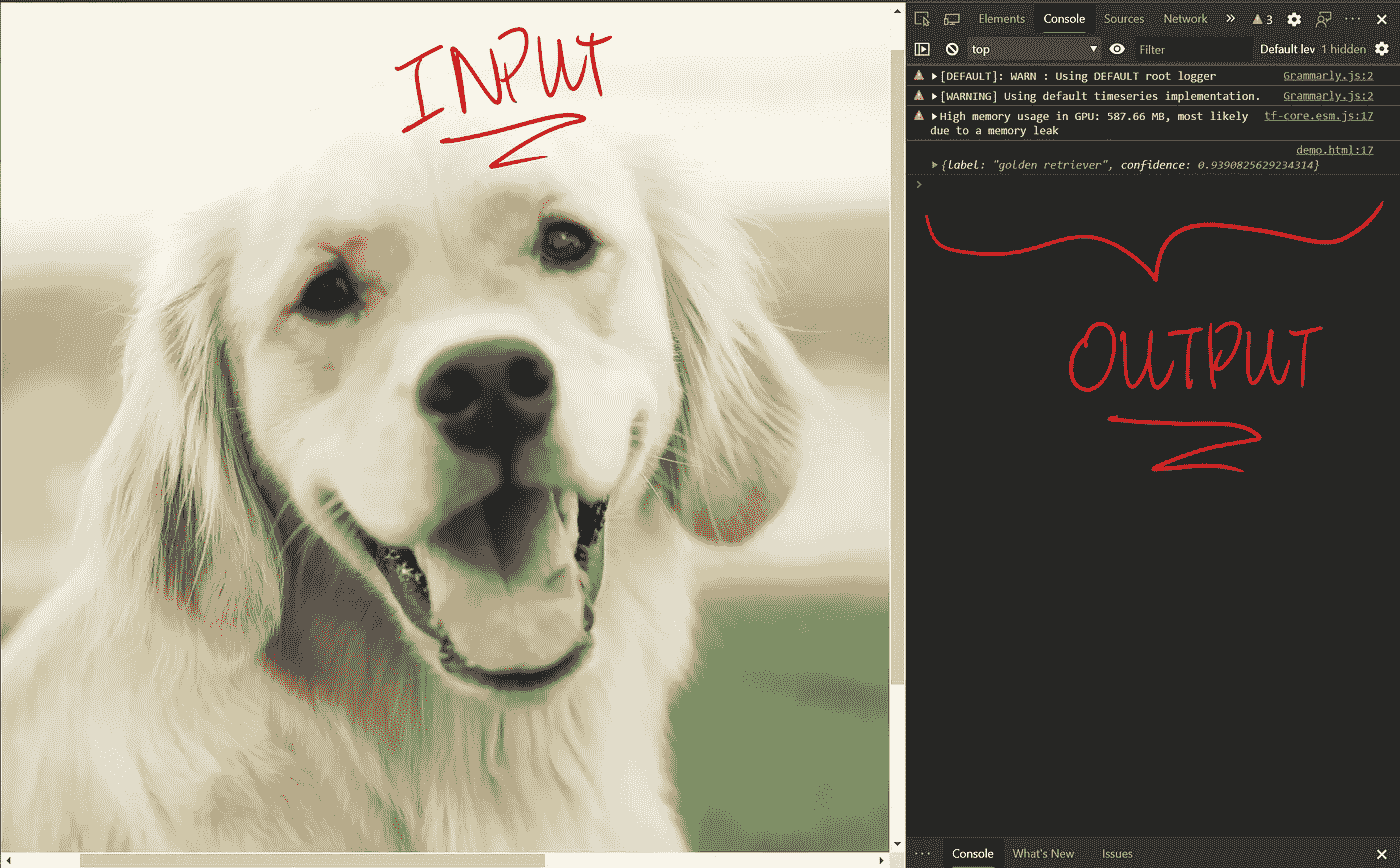 INPUT
Elements Console Sources Network » 3
top Filter Default lev 1 hidden
[DEFAULT]: WARN : Using DEFAULT root logger Grammarly.js:2
[WARNING] Using default timeseries implementation. Grammarly.js:2
High memory usage in GPU: 587.66 MB, most likely tf-core.esm.js:17
due to a memory leak
demo.html:17
{label: "golden retriever", confidence: 0.9390825629234314}
OUTPUT
Console What's New Issues